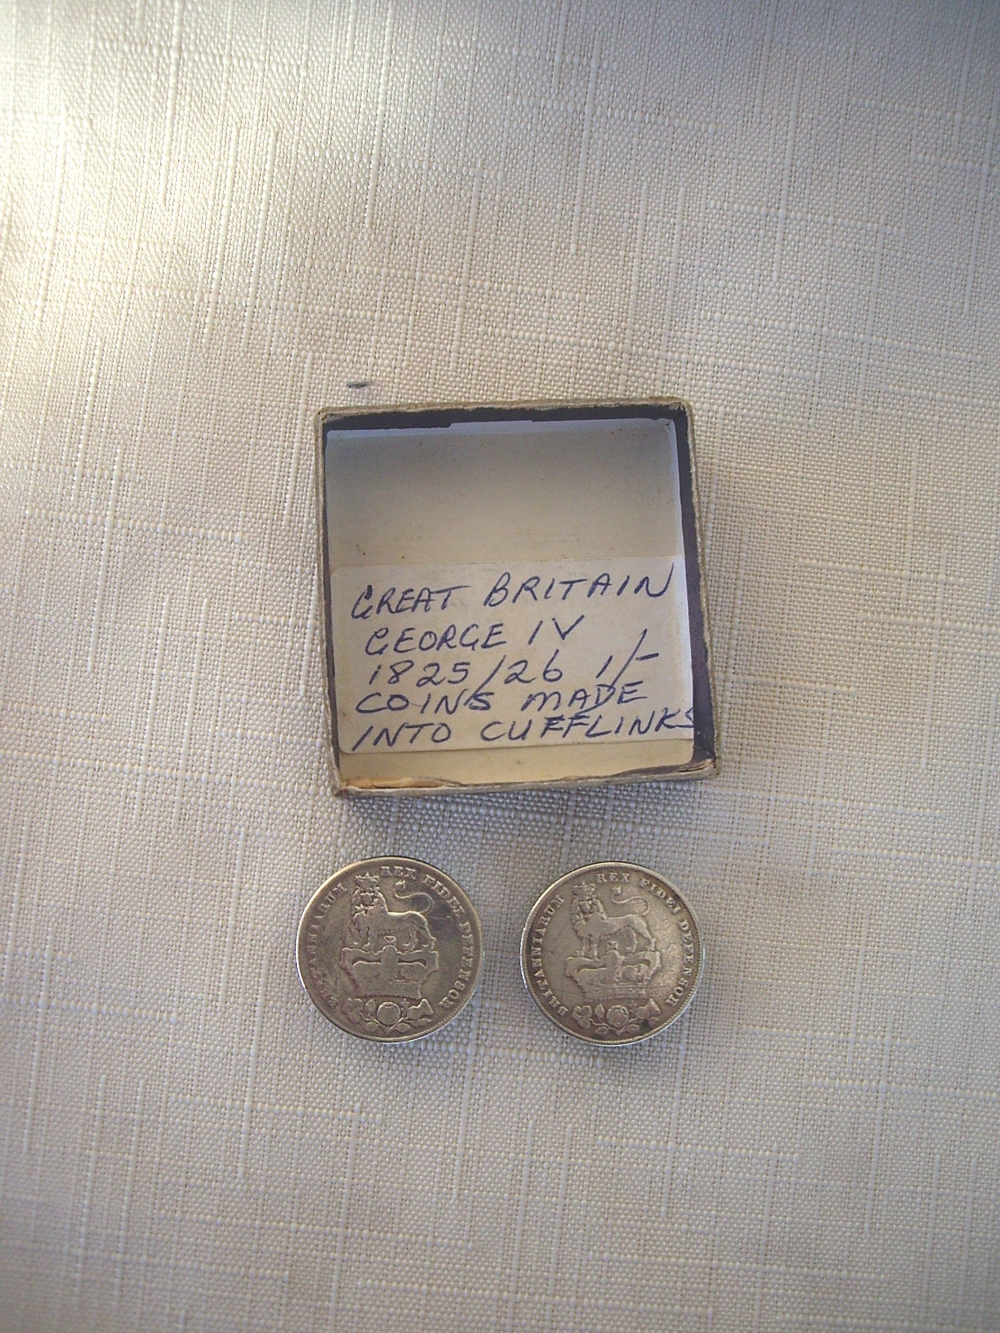 GREAT BRITAIN
GEORGE IV
1825/26 1/-
COINS MADE
INTO CUFFLINKS
BRITANNIARUM REX FIDEI DEFENSOR
BRITANNIARUM REX FIDEI DEFENSOR